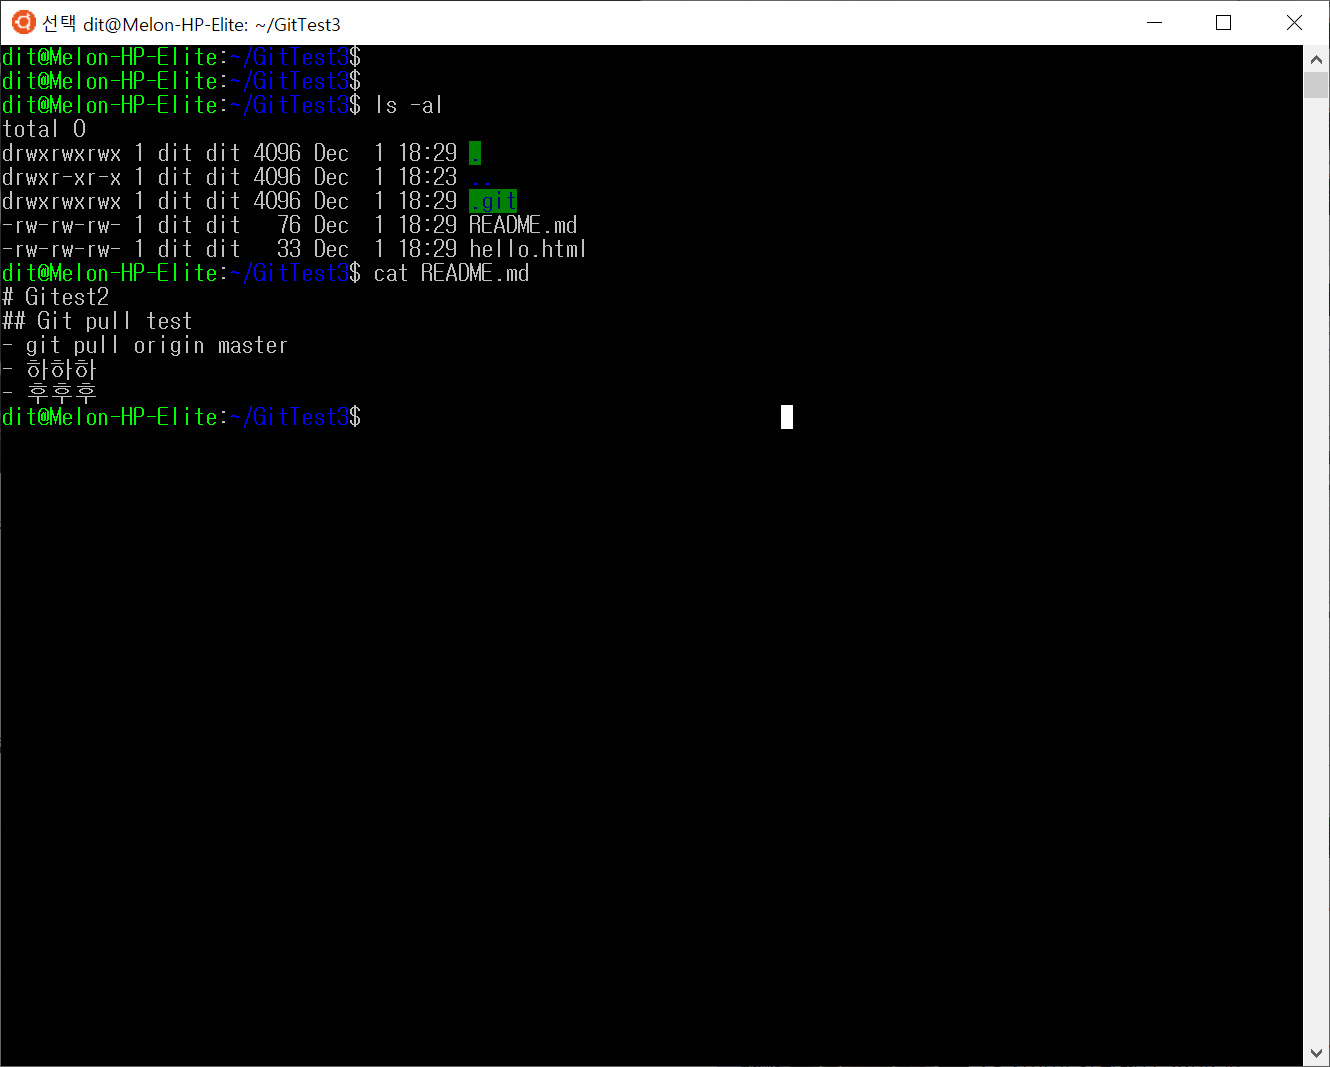 선택 dit@Melon-HP-Elite: ~/GitTest3
dit@Melon-HP-Elite:~/GitTest3$
dit@Melon-HP-Elite:~/GitTest3$
dit@Melon-HP-Elite:~/GitTest3$ ls -al
total 0
drwxrwxrwx 1 dit dit 4096 Dec  1 18:29 .
drwxr-xr-x 1 dit dit 4096 Dec  1 18:23 ..
drwxrwxrwx 1 dit dit 4096 Dec  1 18:29 .git
-rw-rw-rw- 1 dit dit   76 Dec  1 18:29 README.md
-rw-rw-rw- 1 dit dit   33 Dec  1 18:29 hello.html
dit@Melon-HP-Elite:~/GitTest3$ cat README.md
# Gitest2
## Git pull test
- git pull origin master
- 하하하
- 후후후
dit@Melon-HP-Elite:~/GitTest3$